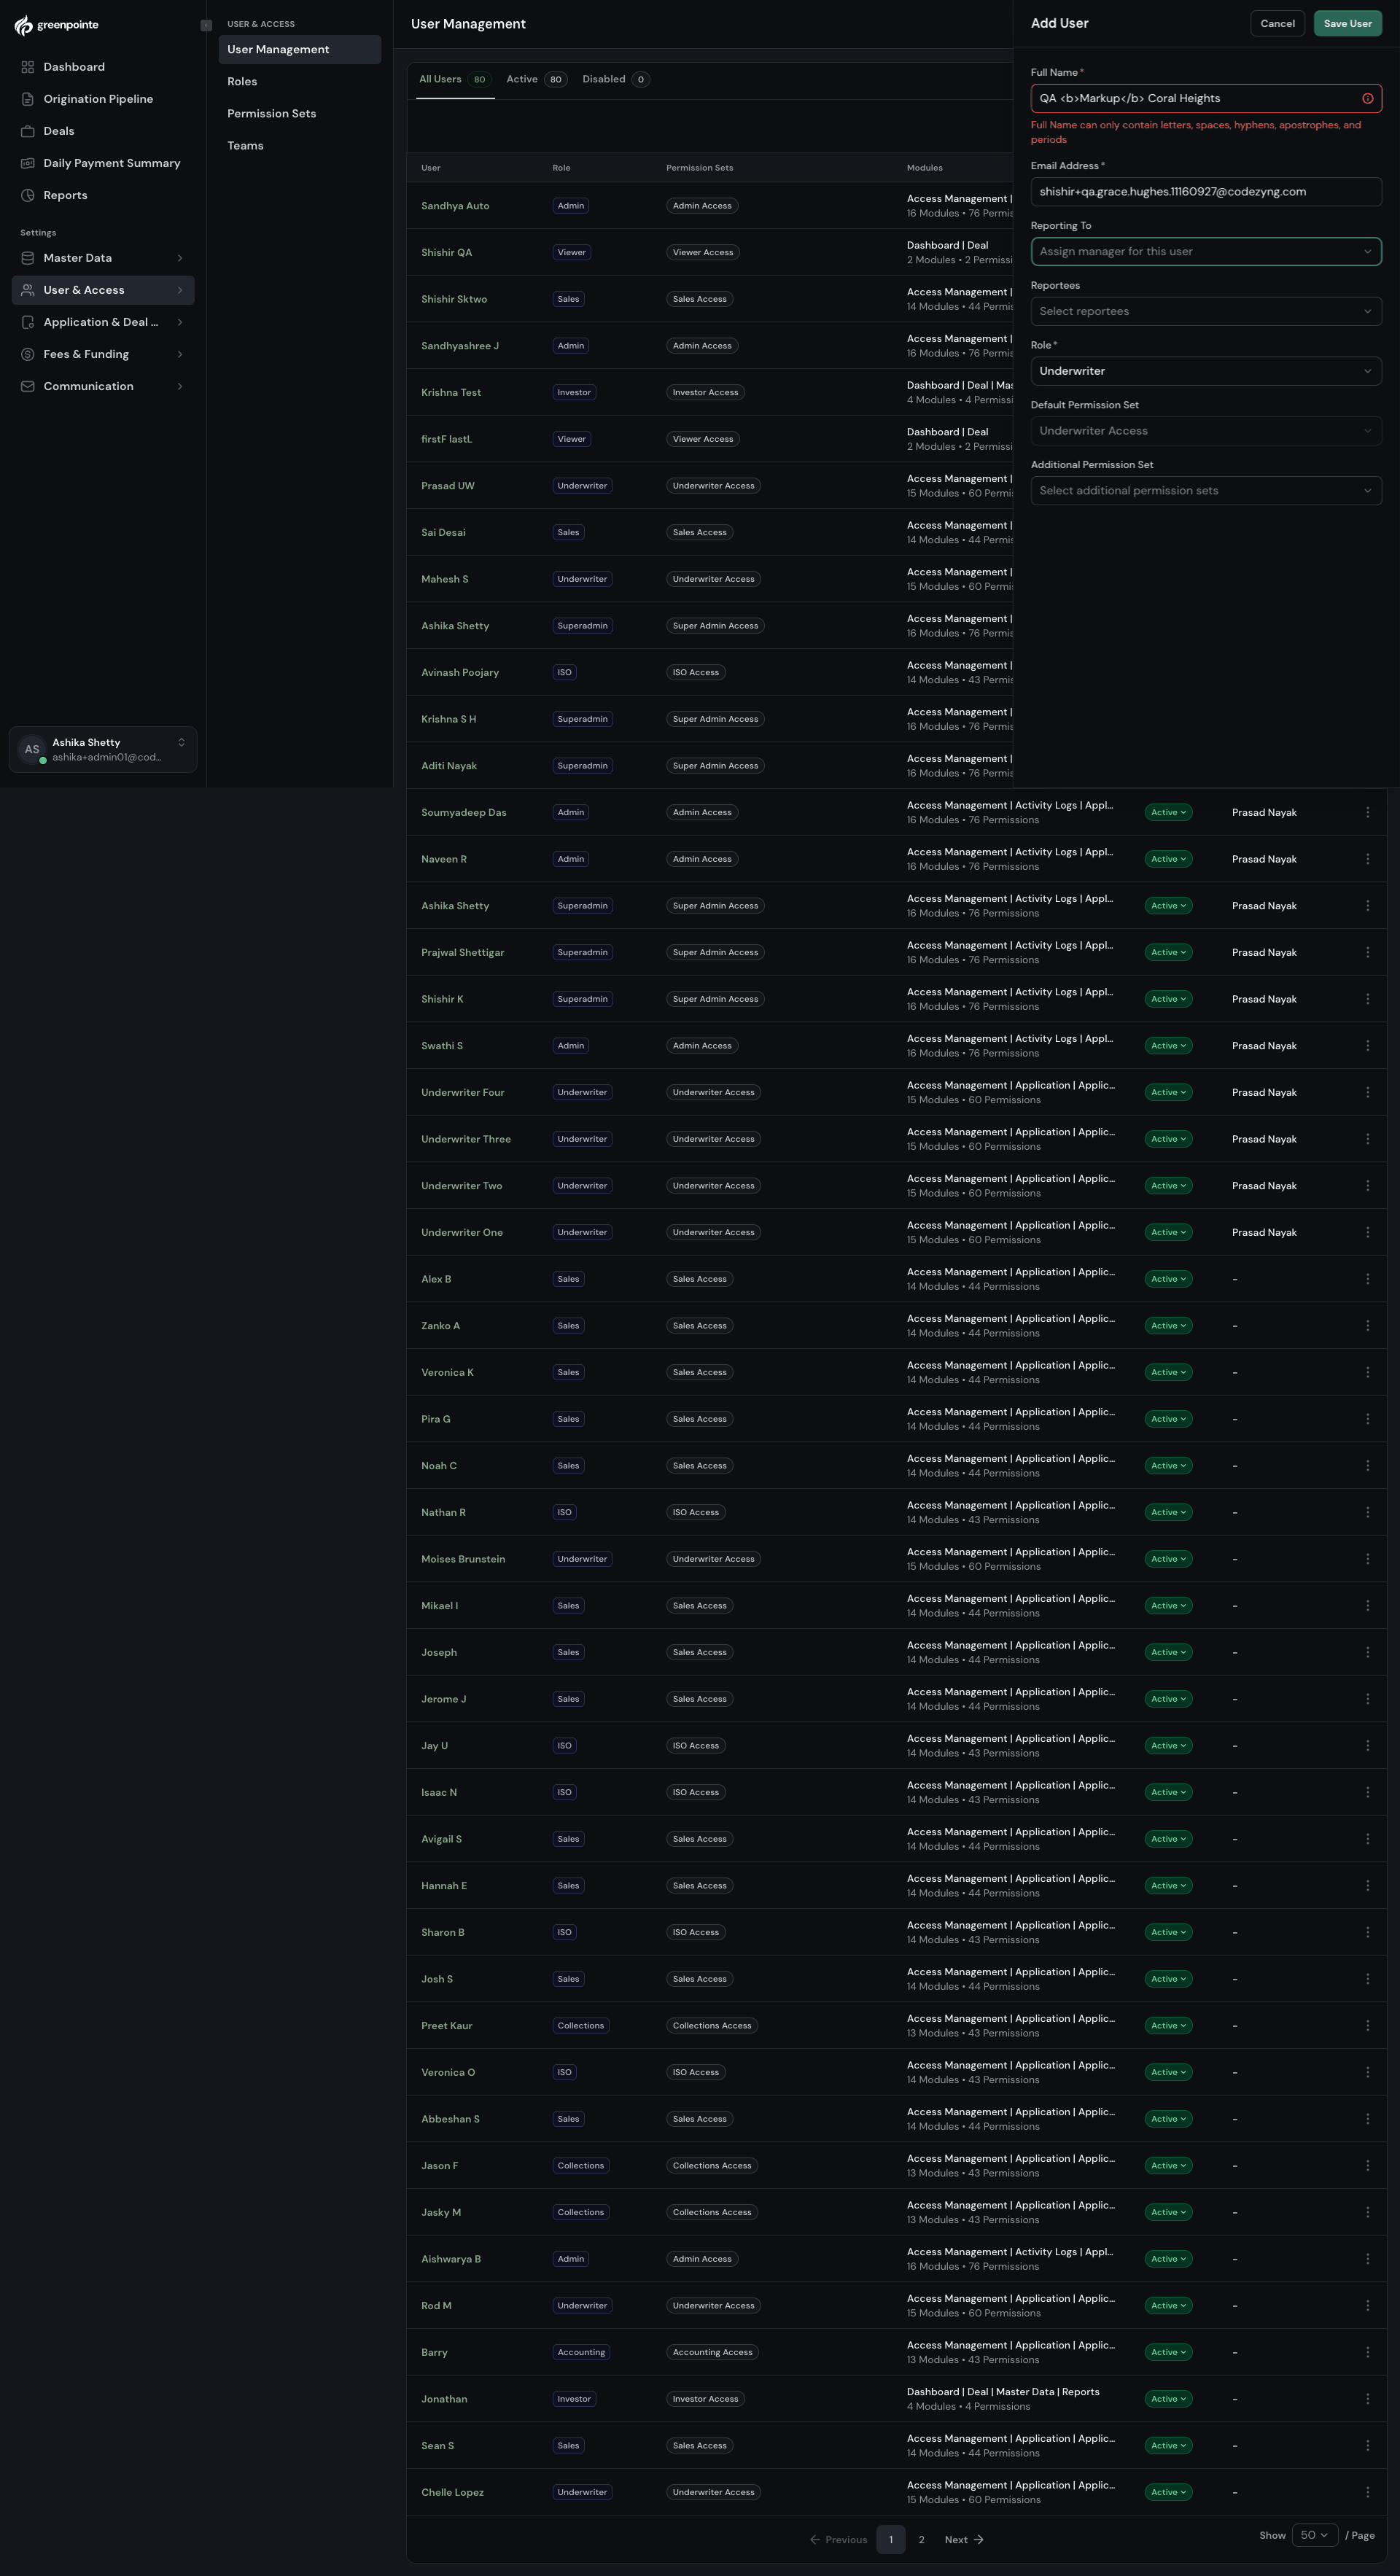 greenpointe
Dashboard
Origination Pipeline
Deals
Daily Payment Summary
Reports
Settings
Master Data
User & Access
Application & Deal ...
Fees & Funding
Communication
AS
Ashika Shetty
ashika+admin01@cod...
USER & ACCESS
User Management
Roles
Permission Sets
Teams
User Management
All Users 80 Active 80 Disabled 0
User Role Permission Sets Modules
Sandhya Auto Admin Admin Access Access Management |
16 Modules • 76 Permis
Shishir QA Viewer Viewer Access Dashboard | Deal
2 Modules • 2 Permissi
Shishir Sktwo Sales Sales Access Access Management |
14 Modules • 44 Permis
Sandhyashree J Admin Admin Access Access Management |
16 Modules • 76 Permis
Krishna Test Investor Investor Access Dashboard | Deal | Mas
4 Modules • 4 Permissi
firstF lastL Viewer Viewer Access Dashboard | Deal
2 Modules • 2 Permissi
Prasad UW Underwriter Underwriter Access Access Management |
15 Modules • 60 Permis
Sai Desai Sales Sales Access Access Management |
14 Modules • 44 Permis
Mahesh S Underwriter Underwriter Access Access Management |
15 Modules • 60 Permis
Ashika Shetty Superadmin Super Admin Access Access Management |
16 Modules • 76 Permis
Avinash Poojary ISO ISO Access Access Management |
14 Modules • 43 Permis
Krishna S H Superadmin Super Admin Access Access Management |
16 Modules • 76 Permis
Aditi Nayak Superadmin Super Admin Access Access Management |
16 Modules • 76 Permis
Soumyadeep Das Admin Admin Access Access Management | Activity Logs | Appl... Active Prasad Nayak
16 Modules • 76 Permissions
Naveen R Admin Admin Access Access Management | Activity Logs | Appl... Active Prasad Nayak
16 Modules • 76 Permissions
Ashika Shetty Superadmin Super Admin Access Access Management | Activity Logs | Appl... Active Prasad Nayak
16 Modules • 76 Permissions
Prajwal Shettigar Superadmin Super Admin Access Access Management | Activity Logs | Appl... Active Prasad Nayak
16 Modules • 76 Permissions
Shishir K Superadmin Super Admin Access Access Management | Activity Logs | Appl... Active Prasad Nayak
16 Modules • 76 Permissions
Swathi S Admin Admin Access Access Management | Activity Logs | Appl... Active Prasad Nayak
16 Modules • 76 Permissions
Underwriter Four Underwriter Underwriter Access Access Management | Application | Applic... Active Prasad Nayak
15 Modules • 60 Permissions
Underwriter Three Underwriter Underwriter Access Access Management | Application | Applic... Active Prasad Nayak
15 Modules • 60 Permissions
Underwriter Two Underwriter Underwriter Access Access Management | Application | Applic... Active Prasad Nayak
15 Modules • 60 Permissions
Underwriter One Underwriter Underwriter Access Access Management | Application | Applic... Active Prasad Nayak
15 Modules • 60 Permissions
Alex B Sales Sales Access Access Management | Application | Applic... Active -
14 Modules • 44 Permissions
Zanko A Sales Sales Access Access Management | Application | Applic... Active -
14 Modules • 44 Permissions
Veronica K Sales Sales Access Access Management | Application | Applic... Active -
14 Modules • 44 Permissions
Pira G Sales Sales Access Access Management | Application | Applic... Active -
14 Modules • 44 Permissions
Noah C Sales Sales Access Access Management | Application | Applic... Active -
14 Modules • 44 Permissions
Nathan R ISO ISO Access Access Management | Application | Applic... Active -
14 Modules • 43 Permissions
Moises Brunstein Underwriter Underwriter Access Access Management | Application | Applic... Active -
15 Modules • 60 Permissions
Mikael I Sales Sales Access Access Management | Application | Applic... Active -
14 Modules • 44 Permissions
Joseph Sales Sales Access Access Management | Application | Applic... Active -
14 Modules • 44 Permissions
Jerome J Sales Sales Access Access Management | Application | Applic... Active -
14 Modules • 44 Permissions
Jay U ISO ISO Access Access Management | Application | Applic... Active -
14 Modules • 43 Permissions
Isaac N ISO ISO Access Access Management | Application | Applic... Active -
14 Modules • 43 Permissions
Avigail S Sales Sales Access Access Management | Application | Applic... Active -
14 Modules • 44 Permissions
Hannah E Sales Sales Access Access Management | Application | Applic... Active -
14 Modules • 44 Permissions
Sharon B ISO ISO Access Access Management | Application | Applic... Active -
14 Modules • 43 Permissions
Josh S Sales Sales Access Access Management | Application | Applic... Active -
14 Modules • 44 Permissions
Preet Kaur Collections Collections Access Access Management | Application | Applic... Active -
13 Modules • 43 Permissions
Veronica O ISO ISO Access Access Management | Application | Applic... Active -
14 Modules • 43 Permissions
Abbeshan S Sales Sales Access Access Management | Application | Applic... Active -
14 Modules • 44 Permissions
Jason F Collections Collections Access Access Management | Application | Applic... Active -
13 Modules • 43 Permissions
Jasky M Collections Collections Access Access Management | Application | Applic... Active -
13 Modules • 43 Permissions
Aishwarya B Admin Admin Access Access Management | Activity Logs | Appl... Active -
16 Modules • 76 Permissions
Rod M Underwriter Underwriter Access Access Management | Application | Applic... Active -
15 Modules • 60 Permissions
Barry Accounting Accounting Access Access Management | Application | Applic... Active -
13 Modules • 43 Permissions
Jonathan Investor Investor Access Dashboard | Deal | Master Data | Reports Active -
4 Modules • 4 Permissions
Sean S Sales Sales Access Access Management | Application | Applic... Active -
14 Modules • 44 Permissions
Chelle Lopez Underwriter Underwriter Access Access Management | Application | Applic... Active -
15 Modules • 60 Permissions
Previous 1 2 Next
Show 50 / Page
Add User
Cancel
Save User
Full Name*
QA <b>Markup</b> Coral Heights
Full Name can only contain letters, spaces, hyphens, apostrophes, and
periods
Email Address*
shishir+qa.grace.hughes.11160927@codezyng.com
Reporting To
Assign manager for this user
Reportees
Select reportees
Role*
Underwriter
Default Permission Set
Underwriter Access
Additional Permission Set
Select additional permission sets